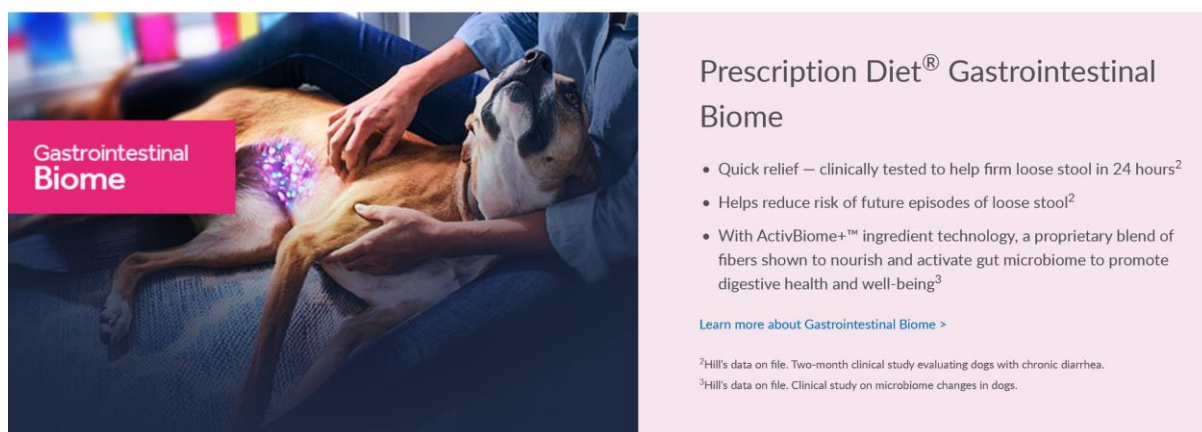 Gastrointestinal
Biome
Prescription Diet® Gastrointestinal
Biome
• Quick relief — clinically tested to help firm loose stool in 24 hours²
• Helps reduce risk of future episodes of loose stool²
• With ActivBiome+™ ingredient technology, a proprietary blend of
fibers shown to nourish and activate gut microbiome to promote
digestive health and well-being³
Learn more about Gastrointestinal Biome >
²Hill's data on file. Two-month clinical study evaluating dogs with chronic diarrhea.
³Hill's data on file. Clinical study on microbiome changes in dogs.